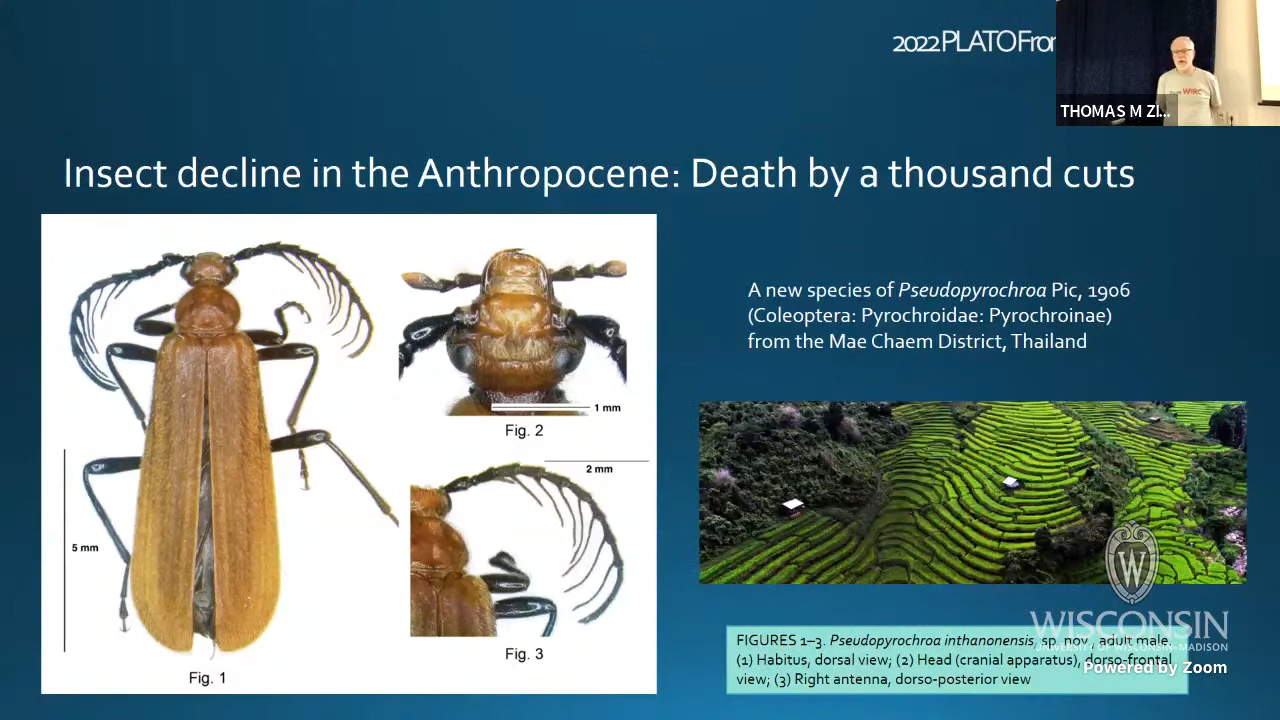 2022 PLATO Fron
THOMAS M ZI...
WIRC
Insect decline in the Anthropocene: Death by a thousand cuts
A new species of Pseudopyrochroa Pic, 1906
(Coleoptera: Pyrochroidae: Pyrochroinae)
from the Mae Chaem District, Thailand
5 mm
Fig. 1
1 mm
Fig. 2
2 mm
Fig. 3
FIGURES 1–3. Pseudopyrochroa inthanonensis, sp. nov., adult male.
(1) Habitus, dorsal view; (2) Head (cranial apparatus), dorso-frontal
view; (3) Right antenna, dorso-posterior view
W
WISCONSIN
UNIVERSITY OF WISCONSIN-MADISON
Powered by Zoom